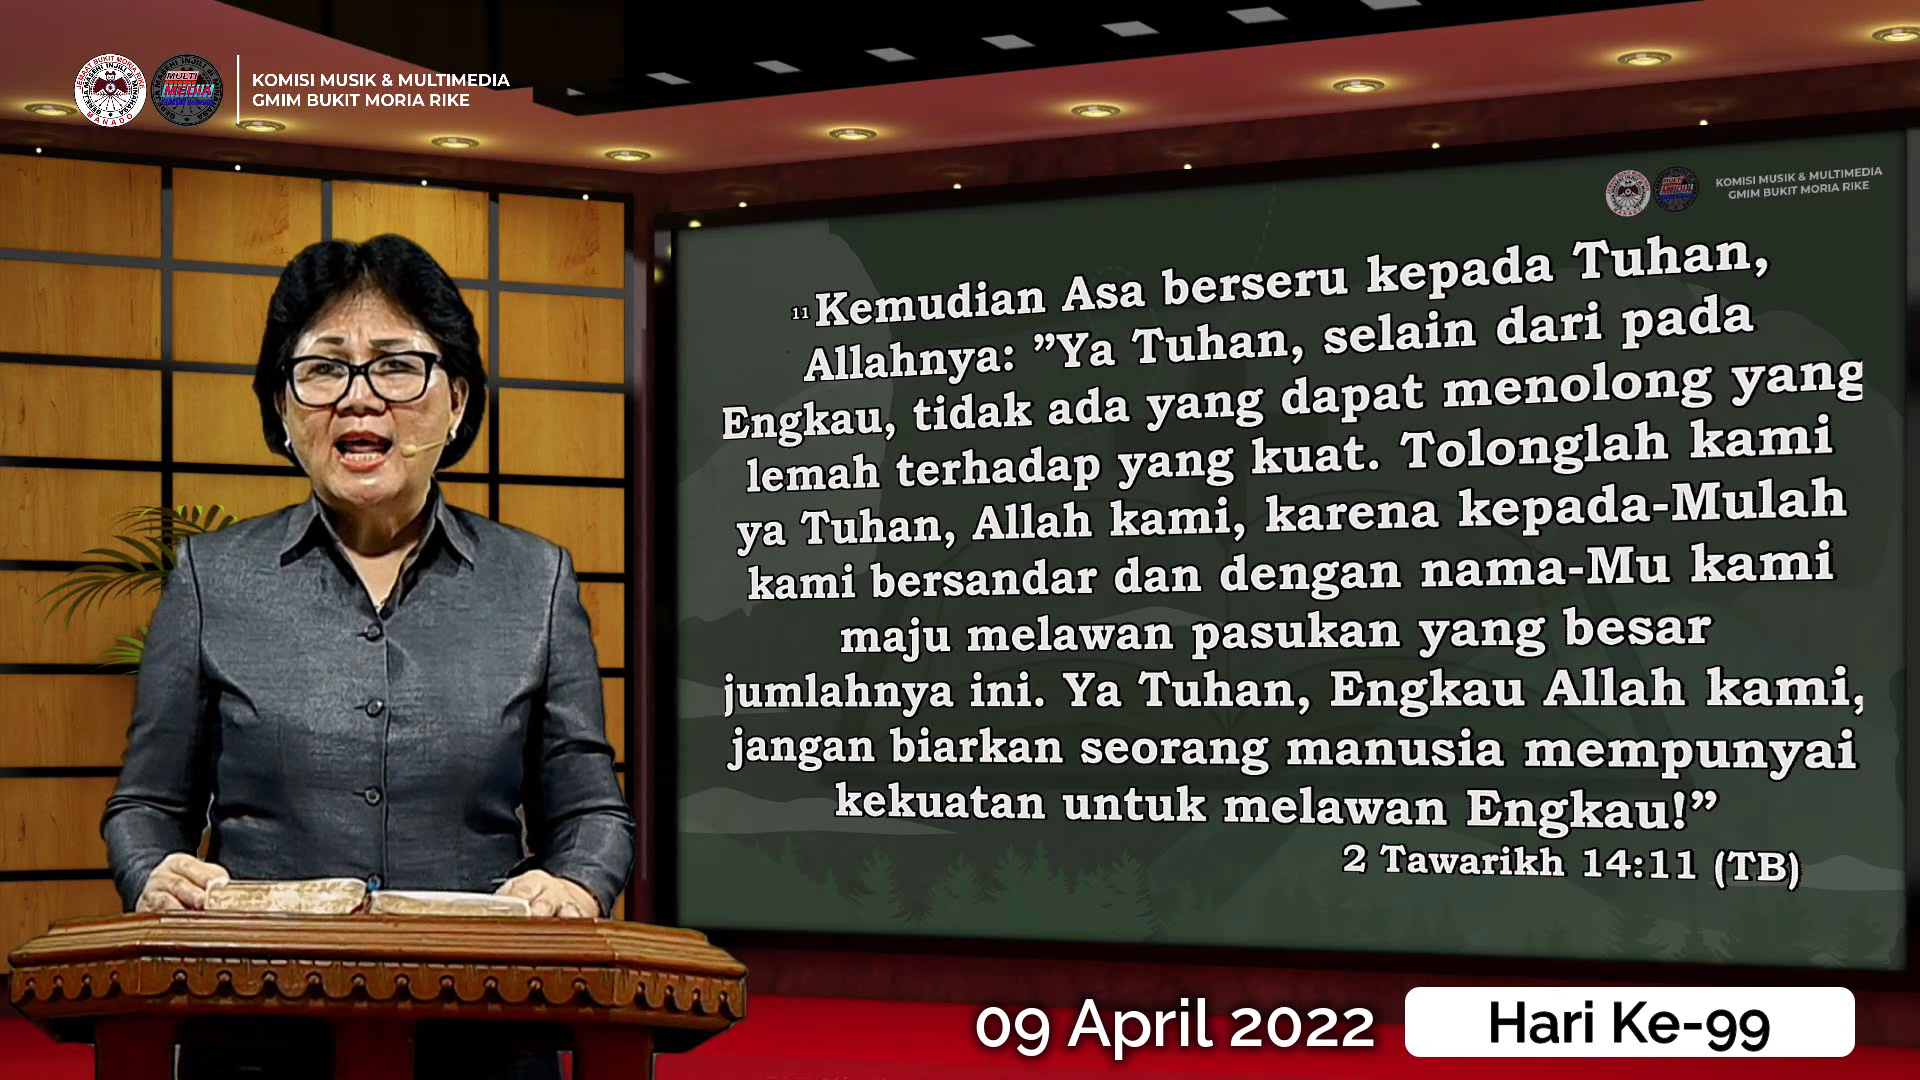 KOMISI MUSIK & MULTIMEDIA
GMIM BUKIT MORIA RIKE
MULTI
MEDIA
MANADO
KOMISI MUSIK & MULTIMEDIA
GMIM BUKIT MORIA RIKE
11 Kemudian Asa berseru kepada Tuhan,
Allahnya: ”Ya Tuhan, selain dari pada
Engkau, tidak ada yang dapat menolong yang
lemah terhadap yang kuat. Tolonglah kami
ya Tuhan, Allah kami, karena kepada-Mulah
kami bersandar dan dengan nama-Mu kami
maju melawan pasukan yang besar
jumlahnya ini. Ya Tuhan, Engkau Allah kami,
jangan biarkan seorang manusia mempunyai
kekuatan untuk melawan Engkau!”
2 Tawarikh 14:11 (TB)
09 April 2022
Hari Ke-99